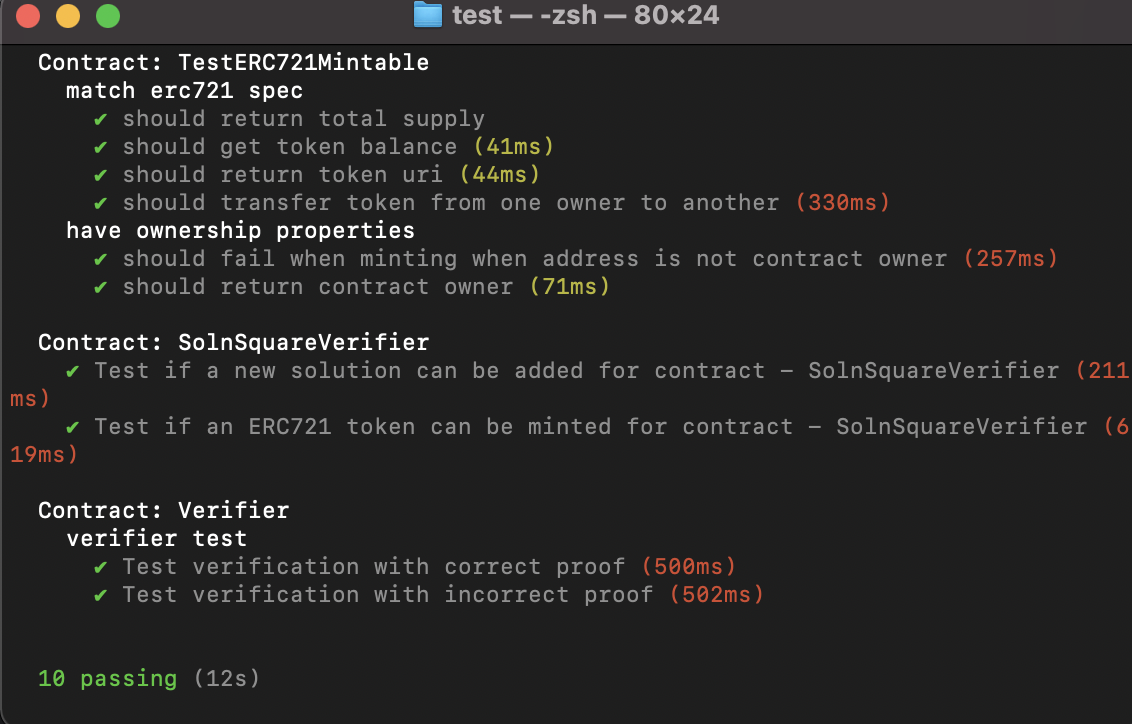 test — -zsh — 80×24
Contract: TestERC721Mintable
match erc721 spec
✔ should return total supply
✔ should get token balance (41ms)
✔ should return token uri (44ms)
✔ should transfer token from one owner to another (330ms)
have ownership properties
✔ should fail when minting when address is not contract owner (257ms)
✔ should return contract owner (71ms)
Contract: SolnSquareVerifier
✔ Test if a new solution can be added for contract – SolnSquareVerifier (211
ms)
✔ Test if an ERC721 token can be minted for contract – SolnSquareVerifier (6
19ms)
Contract: Verifier
verifier test
✔ Test verification with correct proof (500ms)
✔ Test verification with incorrect proof (502ms)
10 passing (12s)